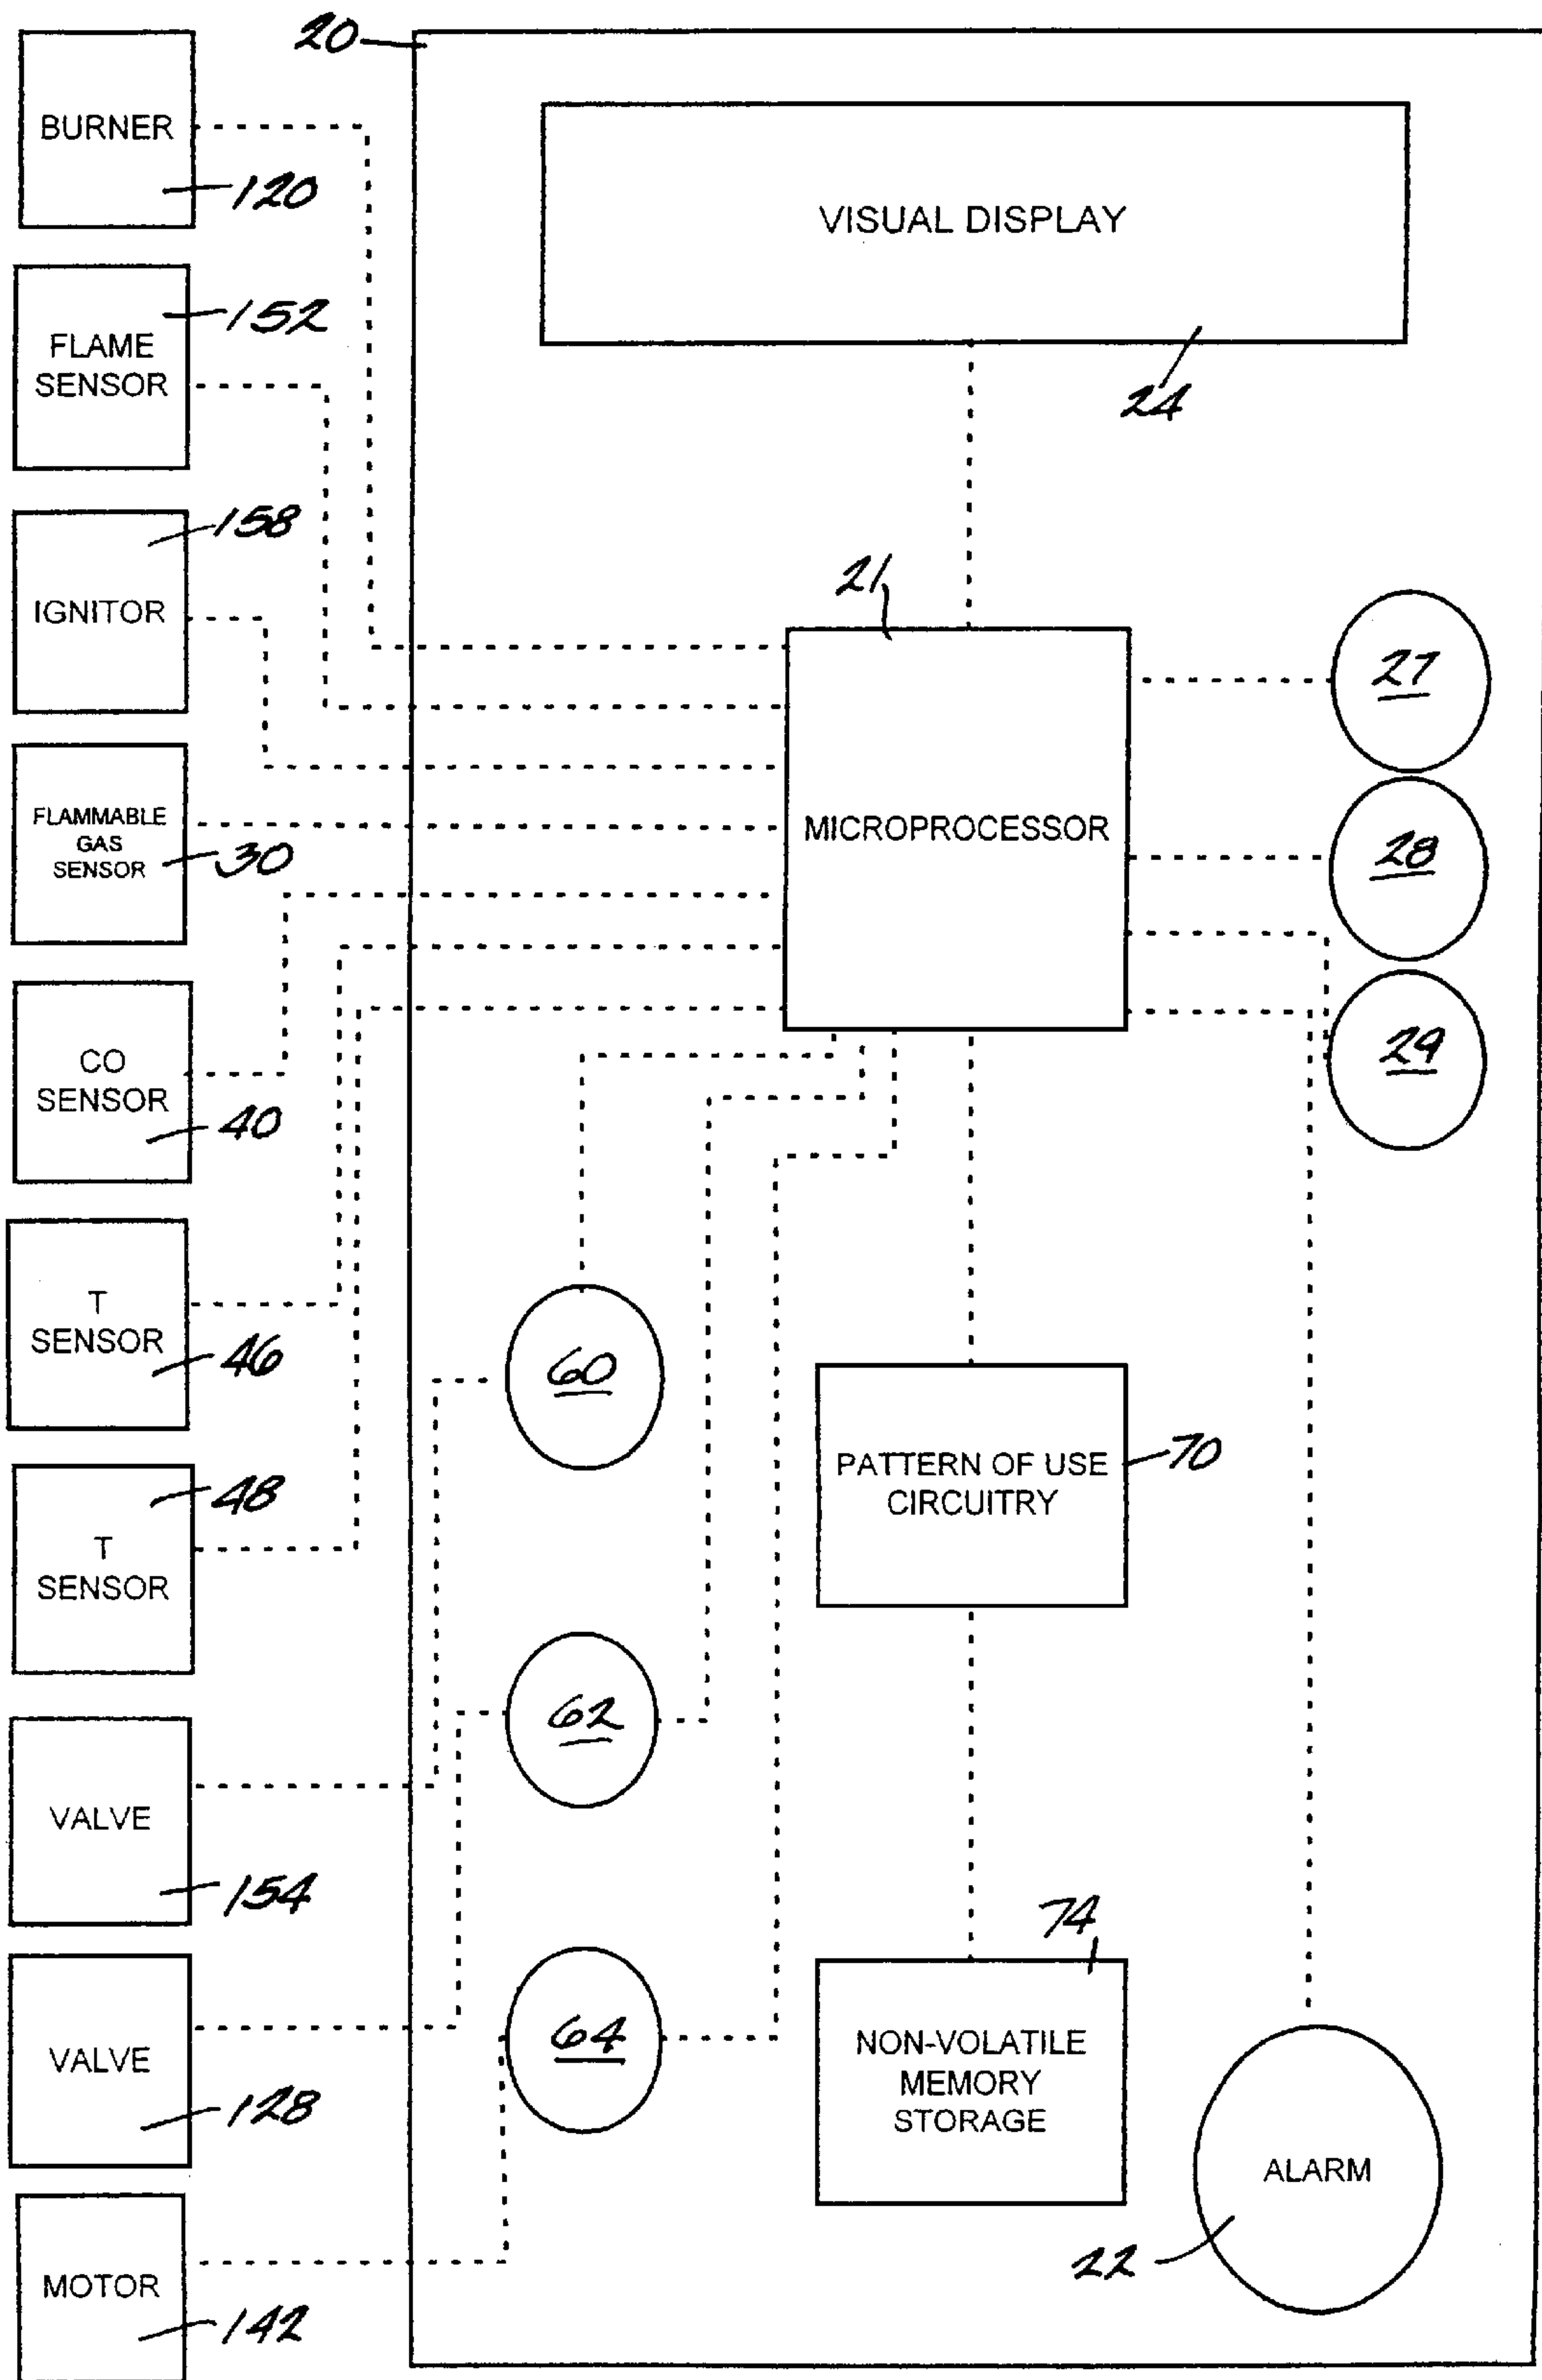 20
BURNER
120
VISUAL DISPLAY
24
152
FLAME
SENSOR
158
IGNITOR
21
MICROPROCESSOR
27
28
29
FLAMMABLE
GAS
SENSOR
30
CO
SENSOR
40
T
SENSOR
46
48
T
SENSOR
60
PATTERN OF USE
CIRCUITRY
70
62
VALVE
154
64
74
NON-VOLATILE
MEMORY
STORAGE
VALVE
128
ALARM
22
MOTOR
142